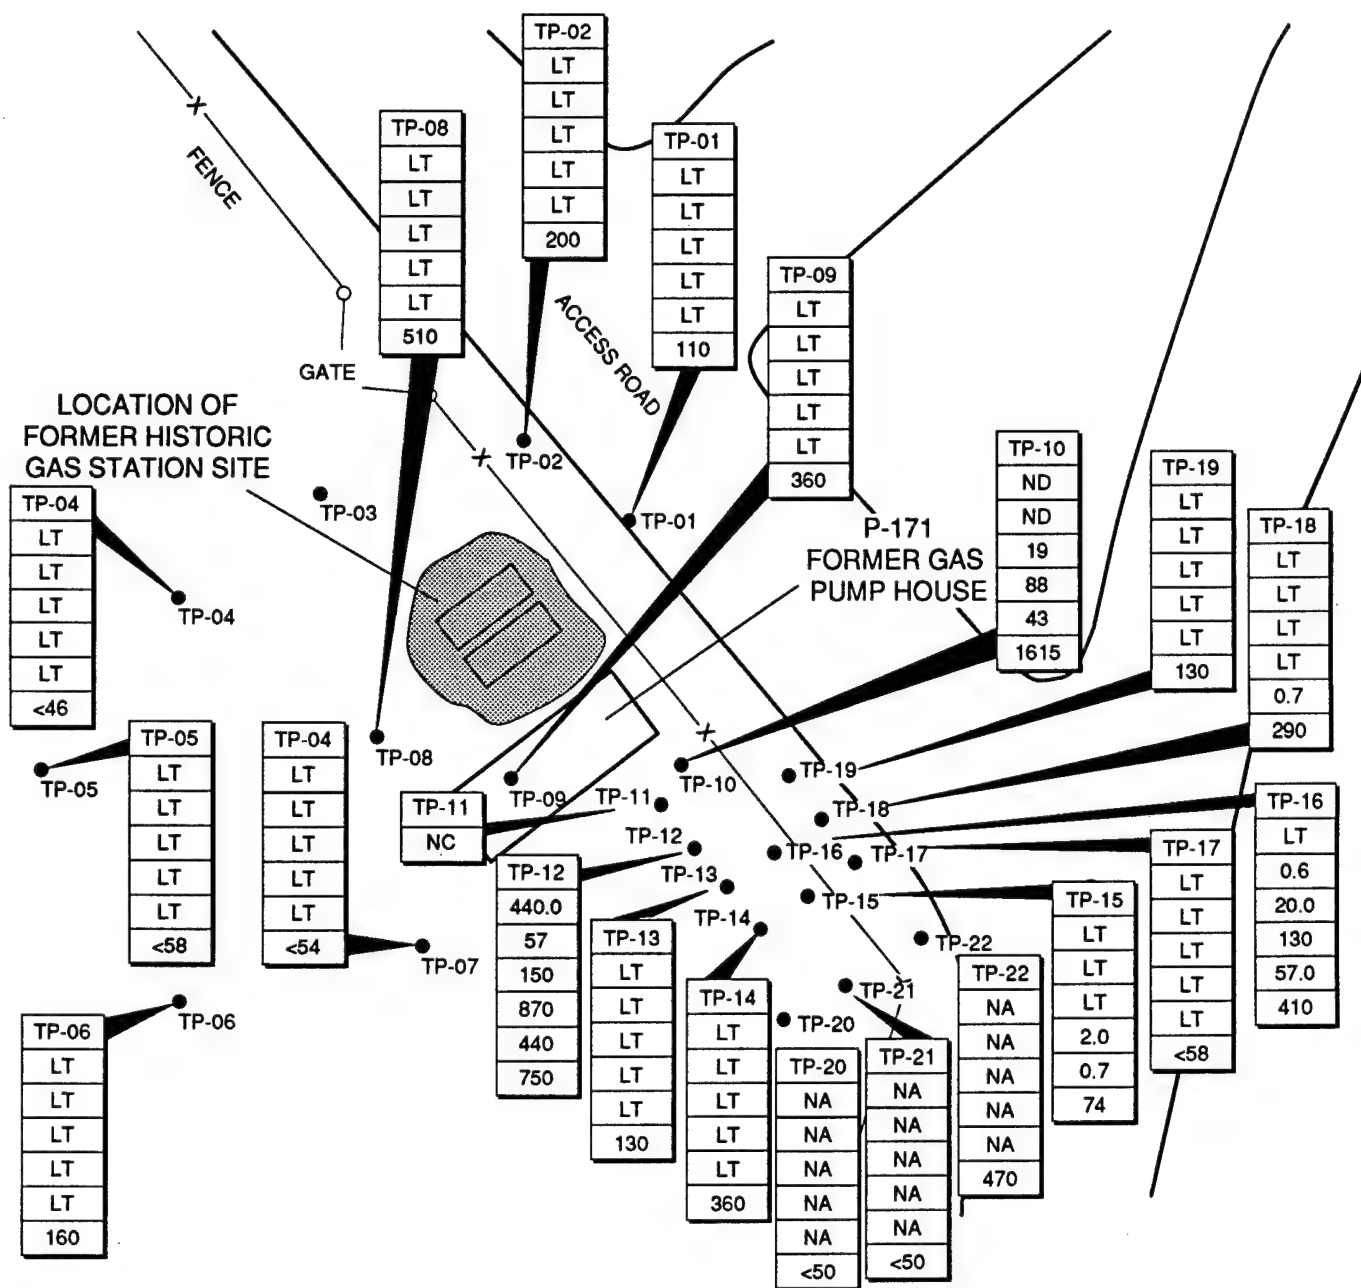 TP-02
LT
LT
LT
LT
LT
200
TP-08
LT
LT
LT
LT
LT
510
TP-01
LT
LT
LT
LT
LT
110
X
FENCE
GATE
ACCESS ROAD
TP-09
LT
LT
LT
LT
LT
360
LOCATION OF
FORMER HISTORIC
GAS STATION SITE
X
TP-02
TP-03
TP-01
P-171
FORMER GAS
PUMP HOUSE
TP-10
ND
ND
19
88
43
1615
TP-19
LT
LT
LT
LT
LT
130
TP-18
LT
LT
LT
LT
0.7
290
TP-04
LT
LT
LT
LT
LT
<46
TP-04
TP-05
LT
LT
LT
LT
LT
<58
TP-05
TP-04
LT
LT
LT
LT
LT
<54
TP-08
TP-09
X
TP-10
TP-19
TP-11
TP-11
NC
TP-18
TP-12
TP-16
TP-17
TP-13
TP-15
TP-14
TP-22
TP-07
TP-21
TP-20
TP-06
X
TP-16
LT
0.6
20.0
130
57.0
410
TP-17
LT
LT
LT
LT
LT
<58
TP-12
440.0
57
150
870
440
750
TP-15
LT
LT
LT
2.0
0.7
74
TP-13
LT
LT
LT
LT
LT
130
TP-14
LT
LT
LT
LT
LT
360
TP-22
NA
NA
NA
NA
NA
470
TP-06
LT
LT
LT
LT
LT
160
TP-20
NA
NA
NA
NA
NA
<50
TP-21
NA
NA
NA
NA
NA
<50